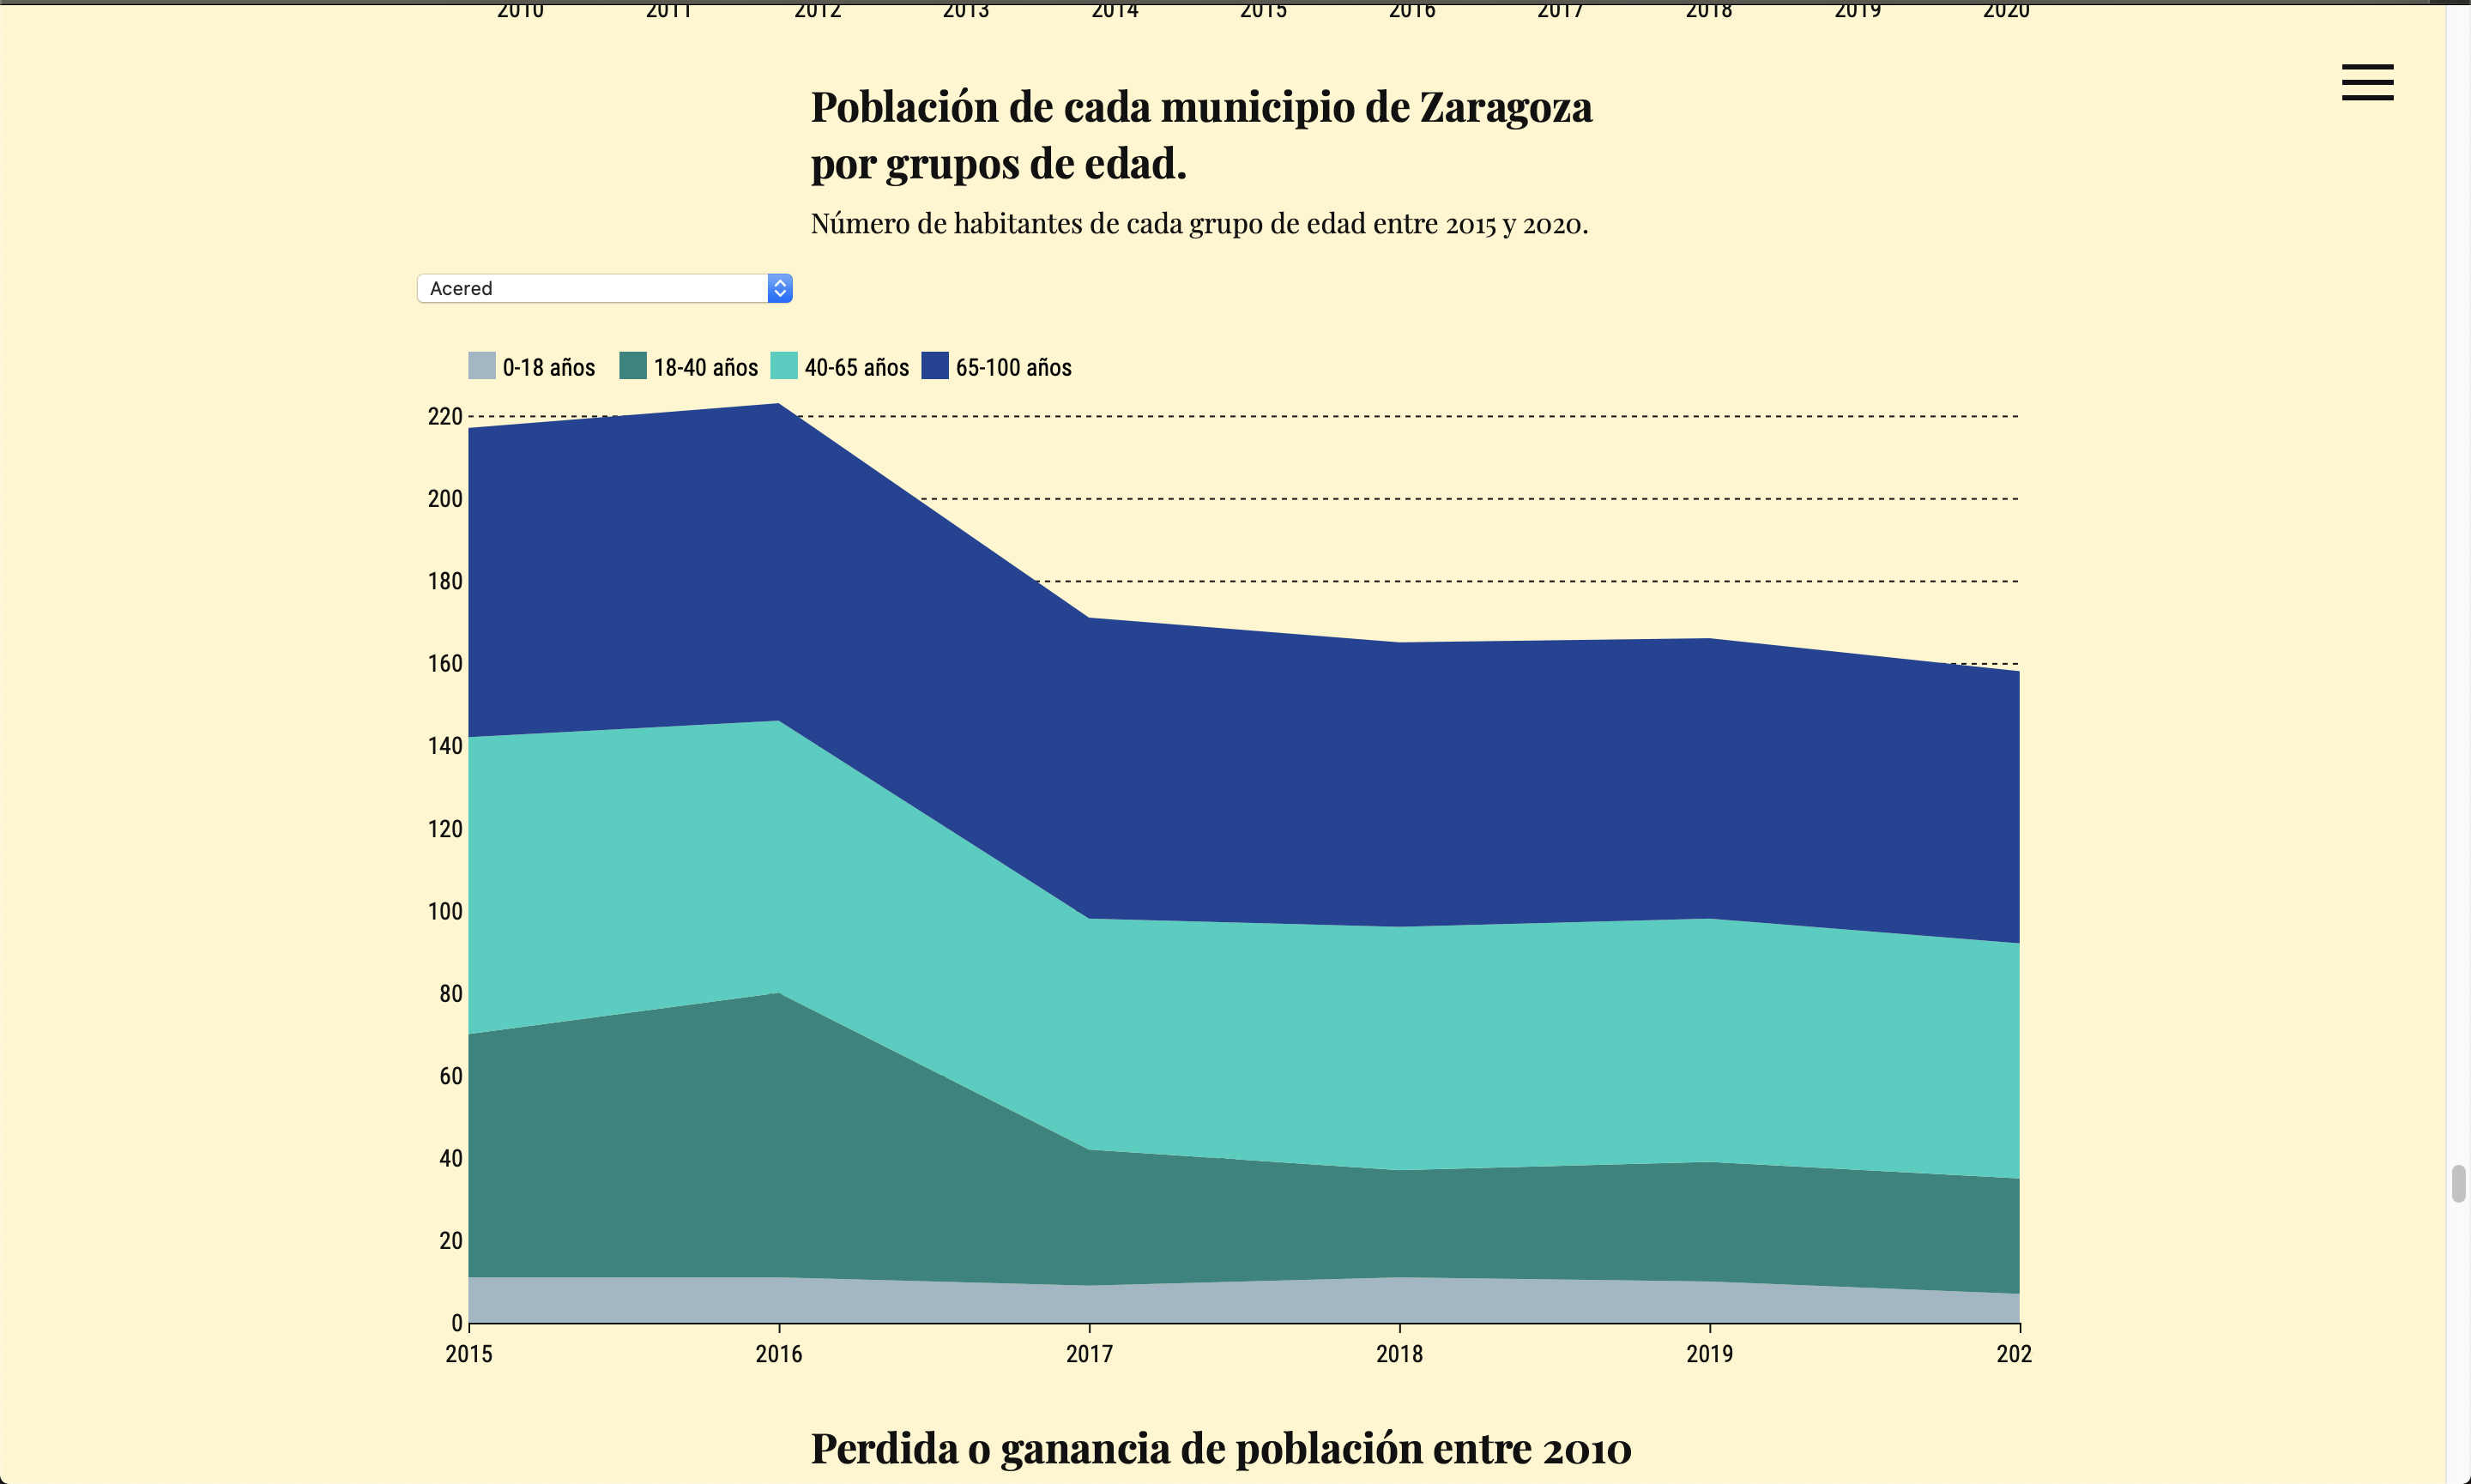 2010 2011 2012 2013 2014 2015 2016 2017 2018 2019 2020
Población de cada municipio de Zaragoza
por grupos de edad.
Número de habitantes de cada grupo de edad entre 2015 y 2020.
Acered
0-18 años 18-40 años 40-65 años 65-100 años
220
200
180
160
140
120
100
80
60
40
20
0
2015 2016 2017 2018 2019 202
Perdida o ganancia de población entre 2010